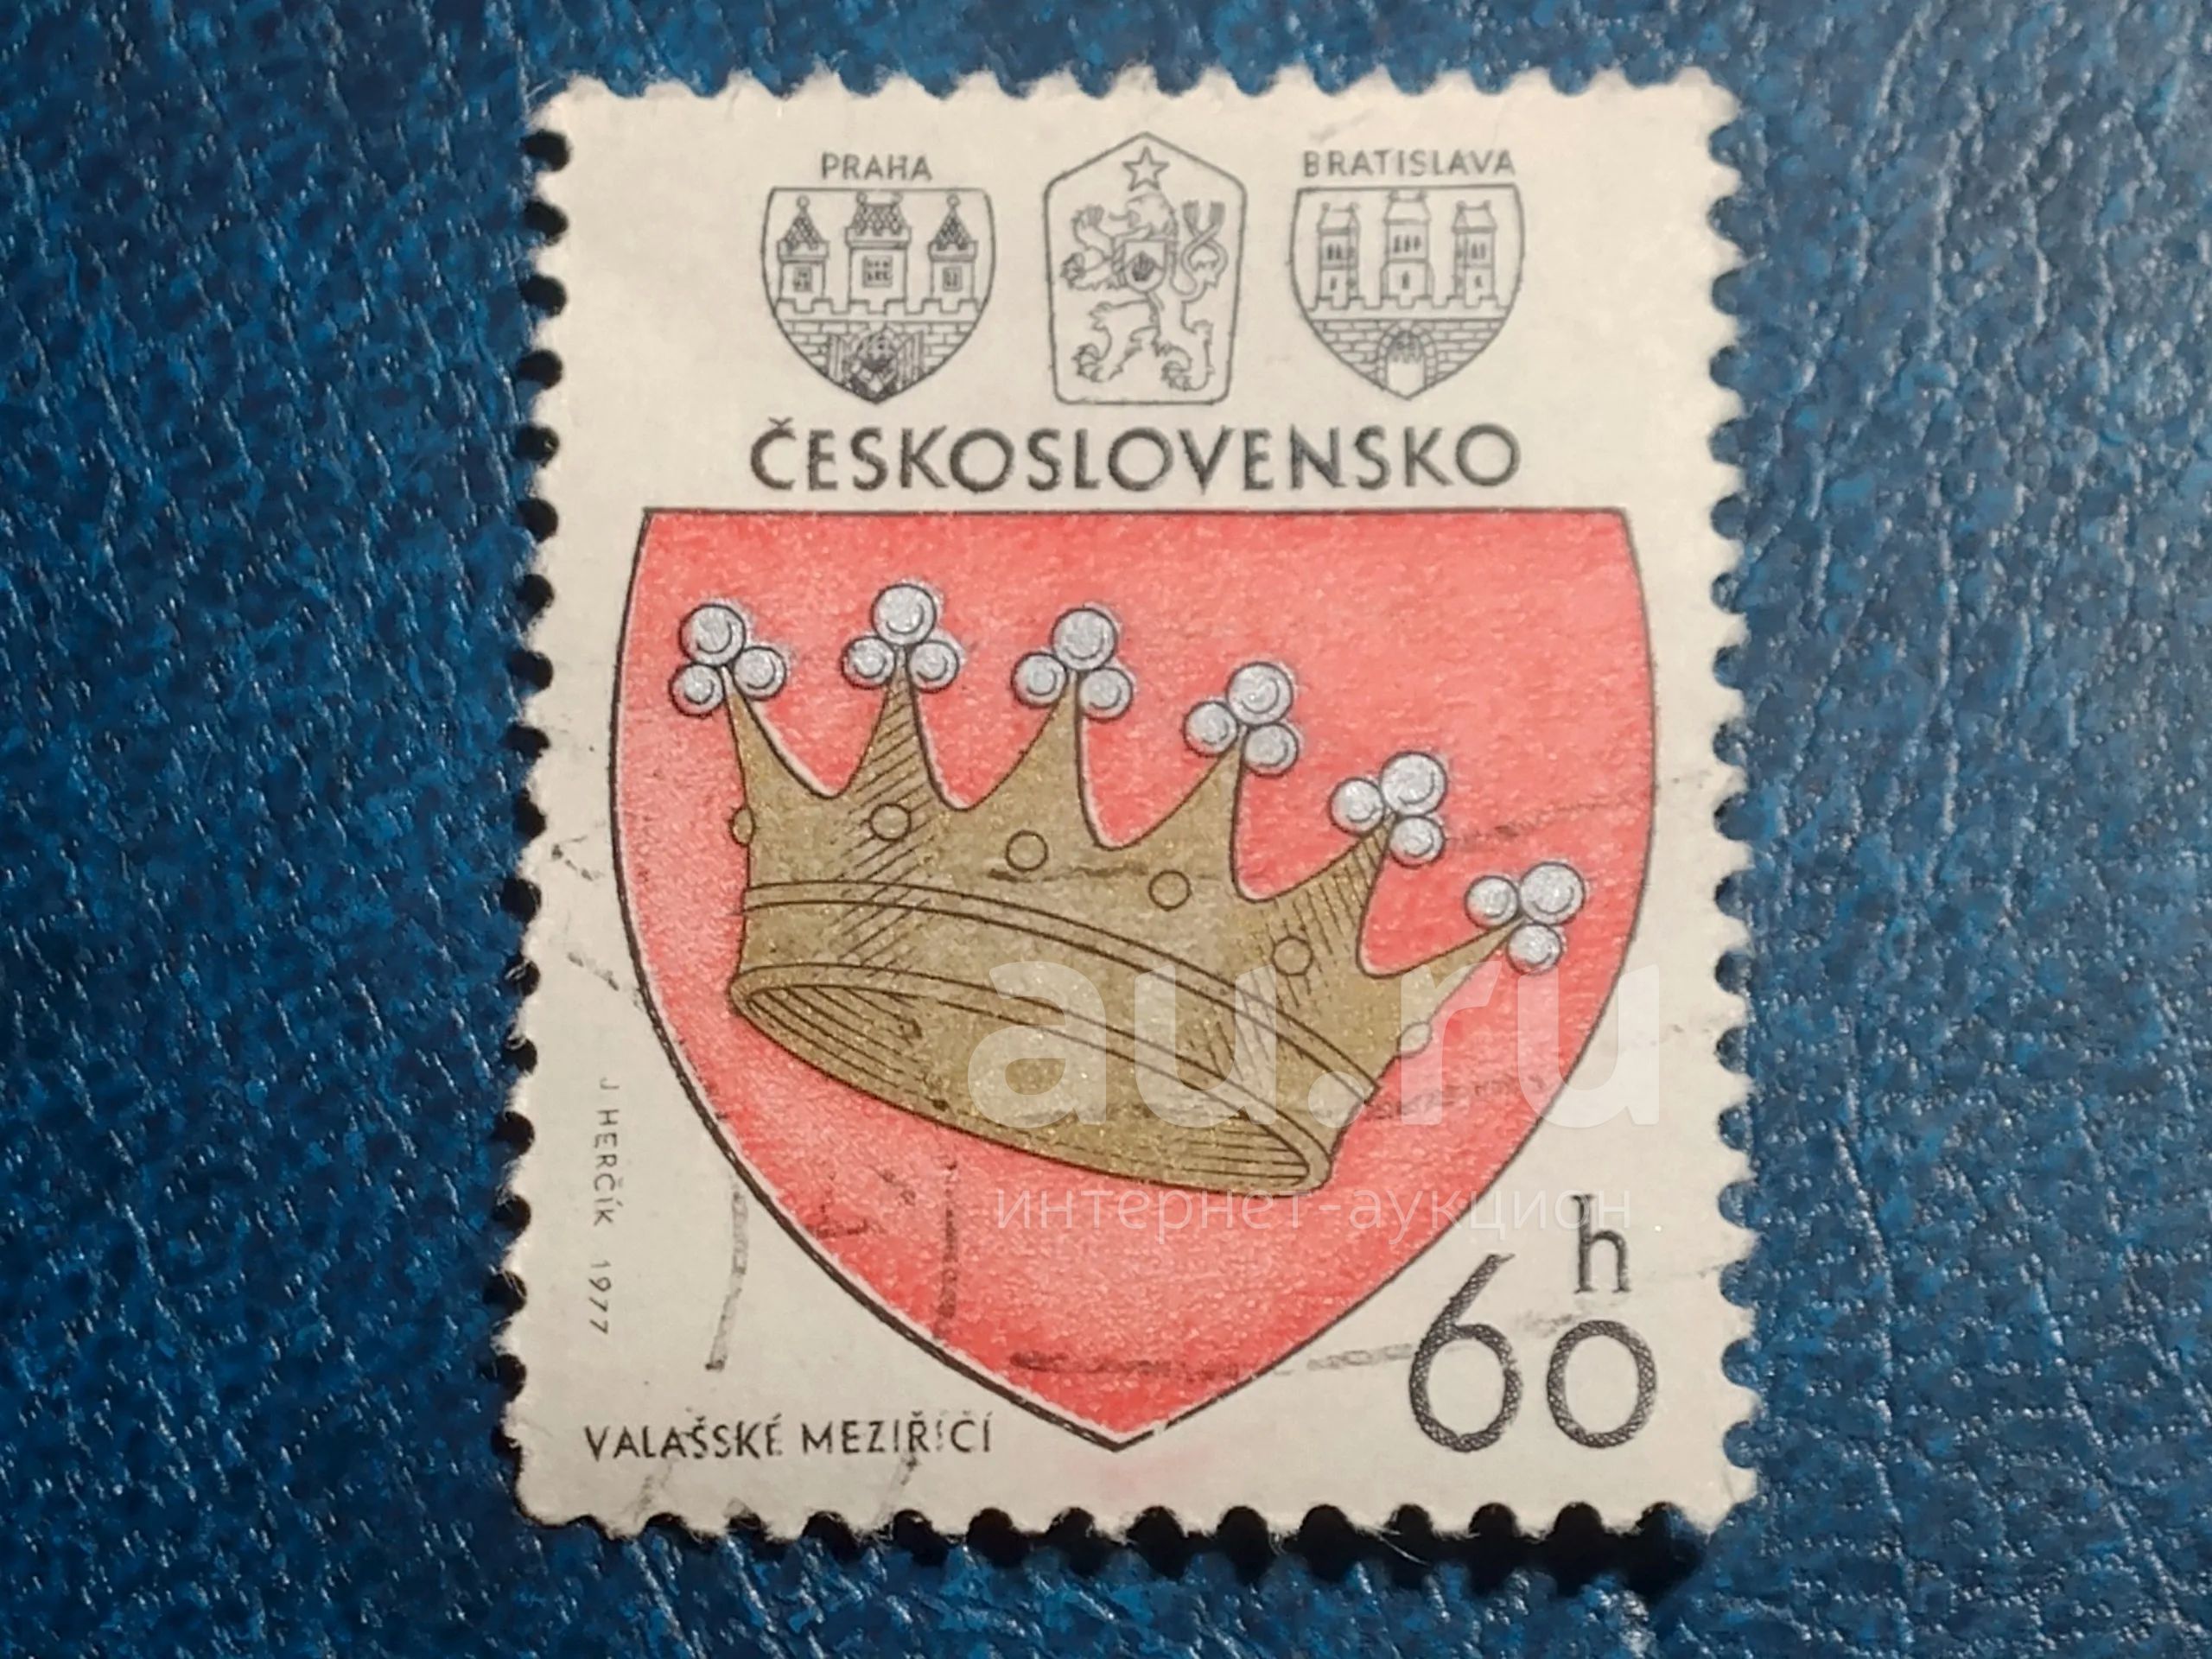 PRAHA
BRATISLAVA
ČESKOSLOVENSKO
au.ru
интернет-аукцион
J HERČÍK 1977
h
60
VALAŠSKÉ MEZIŘÍČÍ